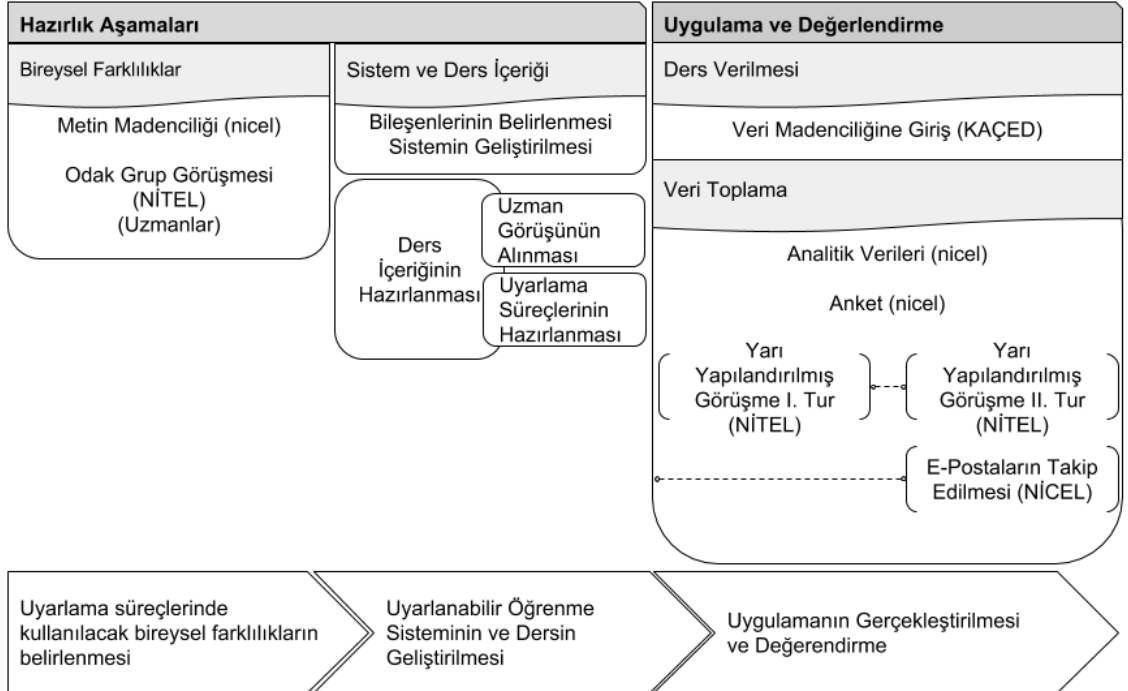 Hazırlık Aşamaları
Bireysel Farklılıklar
Metin Madenciliği (nicel)
Odak Grup Görüşmesi
(NİTEL)
(Uzmanlar)
Sistem ve Ders İçeriği
Bileşenlerinin Belirlenmesi
Sistemin Geliştirilmesi
Ders
İçeriğinin
Hazırlanması
Uzman
Görüşünün
Alınması
Uyarlama
Süreçlerinin
Hazırlanması
Uygulama ve Değerlendirme
Ders Verilmesi
Veri Madenciliğine Giriş (KAÇED)
Veri Toplama
Analitik Verileri (nicel)
Anket (nicel)
Yarı
Yapılandırılmış
Görüşme I. Tur
(NİTEL)
Yarı
Yapılandırılmış
Görüşme II. Tur
(NİTEL)
E-Postaların Takip
Edilmesi (NİCEL)
Uyarlama süreçlerinde
kullanılacak bireysel farklılıkların
belirlenmesi
Uyarlanabilir Öğrenme
Sisteminin ve Dersin
Geliştirilmesi
Uygulamanın Gerçekleştirilmesi
ve Değerendirme